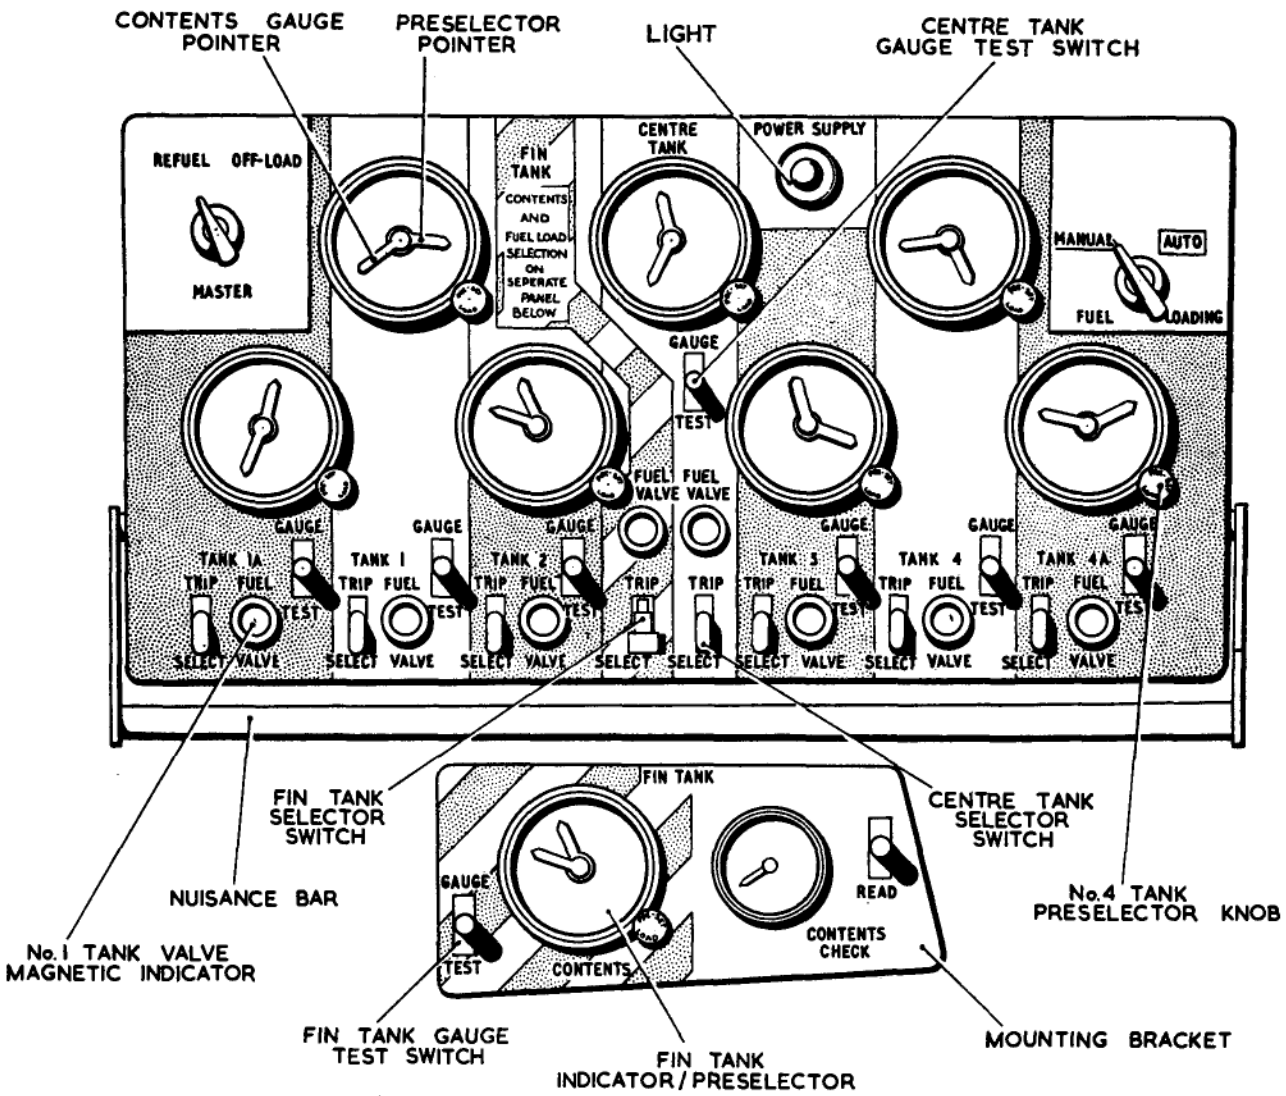 CONTENTS GAUGE
POINTER
PRESELECTOR
POINTER
LIGHT
CENTRE TANK
GAUGE TEST SWITCH
REFUEL OFF-LOAD
MASTER
FIN
TANK
CONTENTS
AND
FUEL LOAD
SELECTION
ON
SEPERATE
PANEL
BELOW
CENTRE
TANK
POWER SUPPLY
MANUAL
AUTO
FUEL LOADING
GAUGE
TEST
FUEL
VALVE
FUEL
VALVE
GAUGE
TEST
TANK 1A
TRIP
SELECT
FUEL
VALVE
GAUGE
TEST
TANK 1
TRIP
SELECT
FUEL
VALVE
GAUGE
TEST
TANK 2
TRIP
SELECT
FUEL
VALVE
TRIP
SELECT
TRIP
SELECT
GAUGE
TEST
TANK 3
TRIP
SELECT
FUEL
VALVE
GAUGE
TEST
TANK 4
TRIP
SELECT
FUEL
VALVE
GAUGE
TEST
TANK 4A
TRIP
SELECT
FUEL
VALVE
FIN TANK
SELECTOR
SWITCH
CENTRE TANK
SELECTOR
SWITCH
NUISANCE BAR
No.1 TANK VALVE
MAGNETIC INDICATOR
No.4 TANK
PRESELECTOR KNOB
FIN TANK
GAUGE
TEST
CONTENTS
READ
CONTENTS
CHECK
FIN TANK GAUGE
TEST SWITCH
FIN TANK
INDICATOR/PRESELECTOR
MOUNTING BRACKET